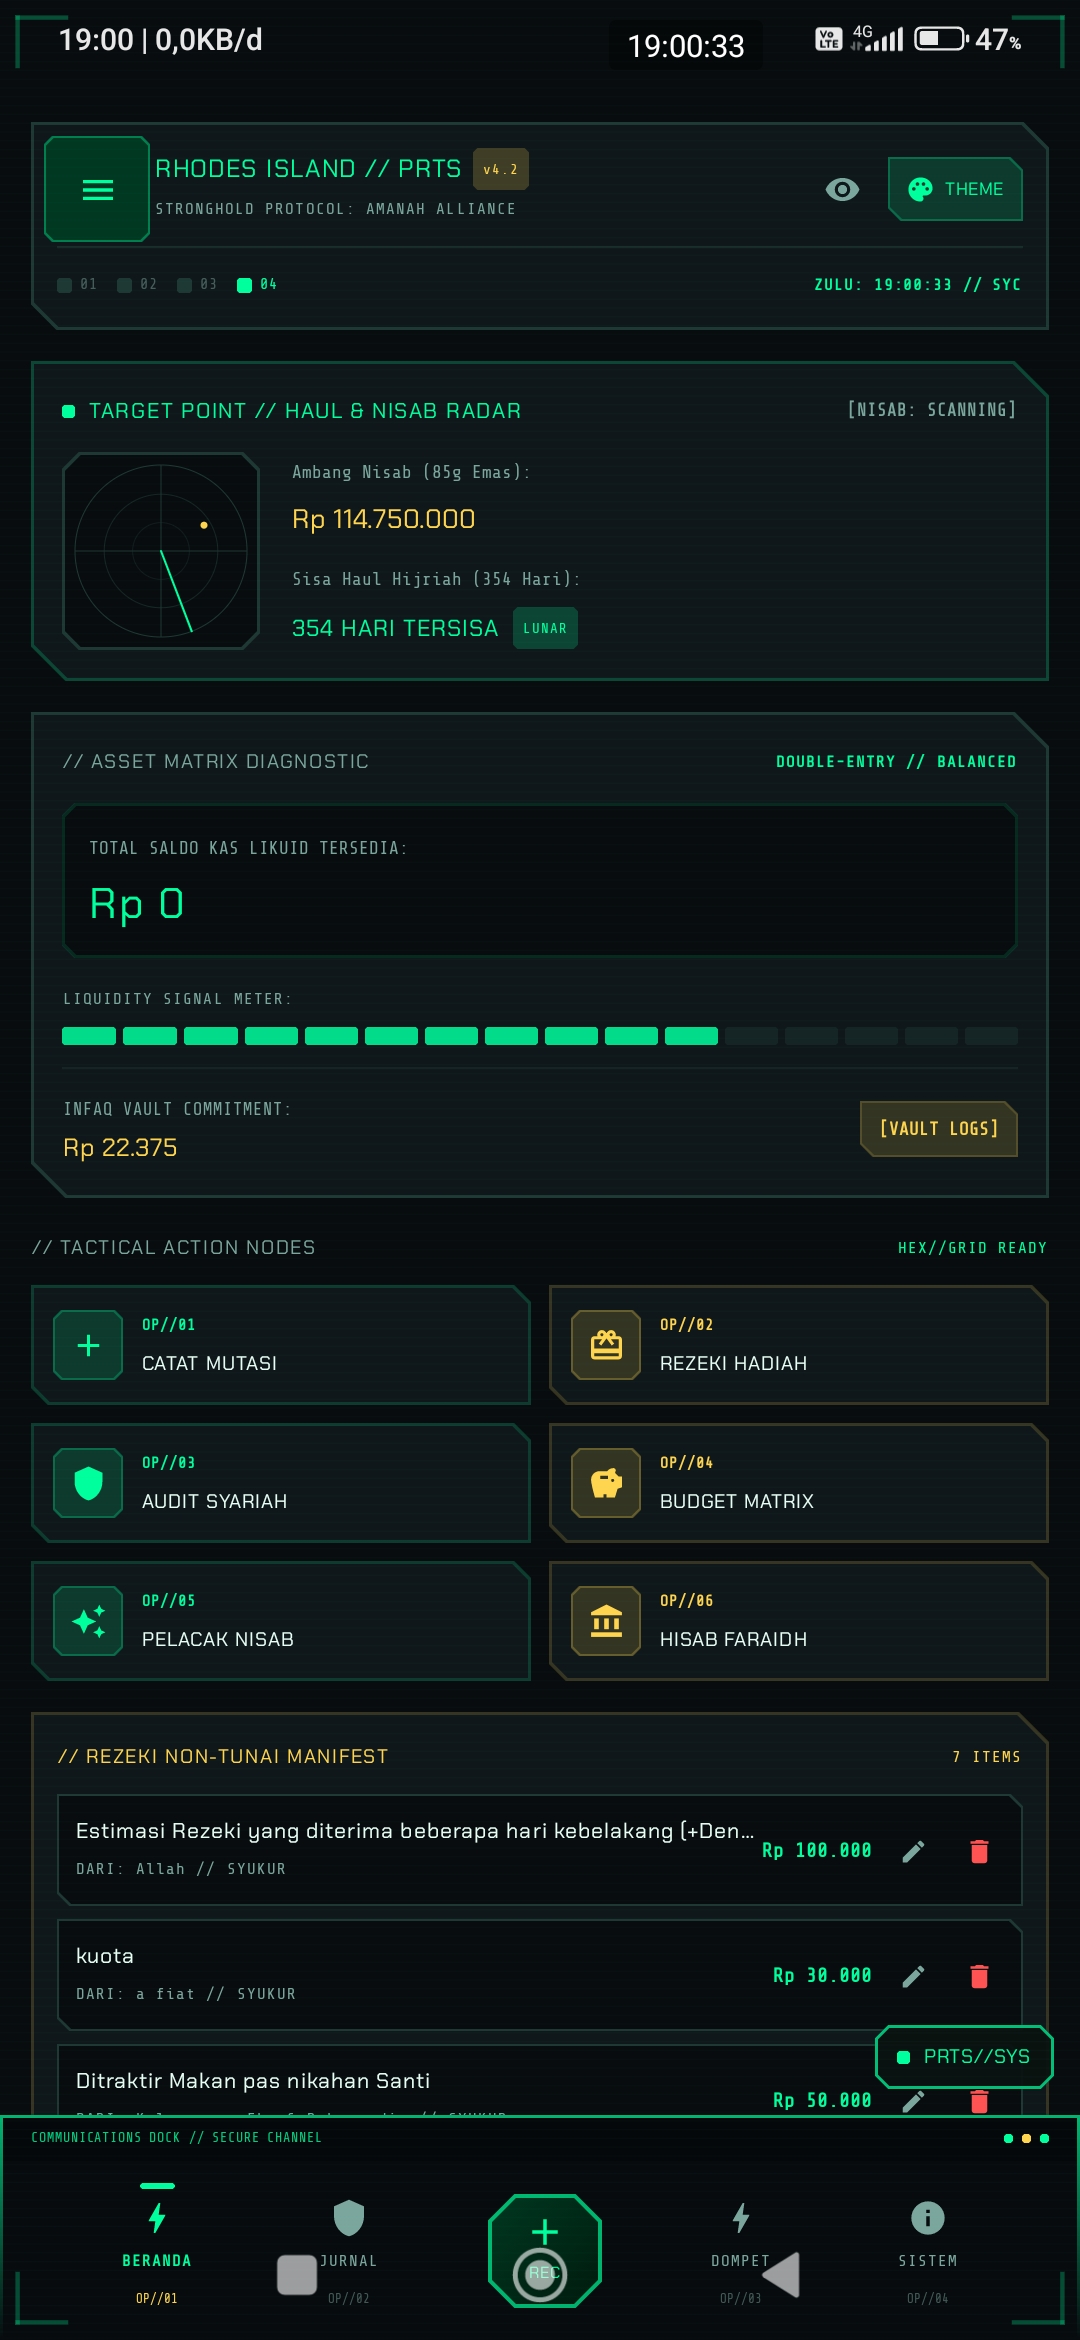 19:00 | 0,0KB/d
19:00:33
Vo LTE
4G
47%
RHODES ISLAND // PRTS
v4.2
STRONGHOLD PROTOCOL: AMANAH ALLIANCE
THEME
01
02
03
04
ZULU: 19:00:33 // SYC
TARGET POINT // HAUL & NISAB RADAR
[NISAB: SCANNING]
Ambang Nisab (85g Emas):
Rp 114.750.000
Sisa Haul Hijriah (354 Hari):
354 HARI TERSISA
LUNAR
// ASSET MATRIX DIAGNOSTIC
DOUBLE-ENTRY // BALANCED
TOTAL SALDO KAS LIKUID TERSEDIA:
Rp 0
LIQUIDITY SIGNAL METER:
INFAQ VAULT COMMITMENT:
Rp 22.375
[VAULT LOGS]
// TACTICAL ACTION NODES
HEX//GRID READY
OP//01
CATAT MUTASI
OP//02
REZEKI HADIAH
OP//03
AUDIT SYARIAH
OP//04
BUDGET MATRIX
OP//05
PELACAK NISAB
OP//06
HISAB FARAIDH
// REZEKI NON-TUNAI MANIFEST
7 ITEMS
Estimasi Rezeki yang diterima beberapa hari kebelakang (+Den...
Rp 100.000
DARI: Allah // SYUKUR
kuota
Rp 30.000
DARI: a fiat // SYUKUR
Ditraktir Makan pas nikahan Santi
Rp 50.000
PRTS//SYS
COMMUNICATIONS DOCK // SECURE CHANNEL
BERANDA
OP//01
JURNAL
OP//02
REC
DOMPET
OP//03
SISTEM
OP//04